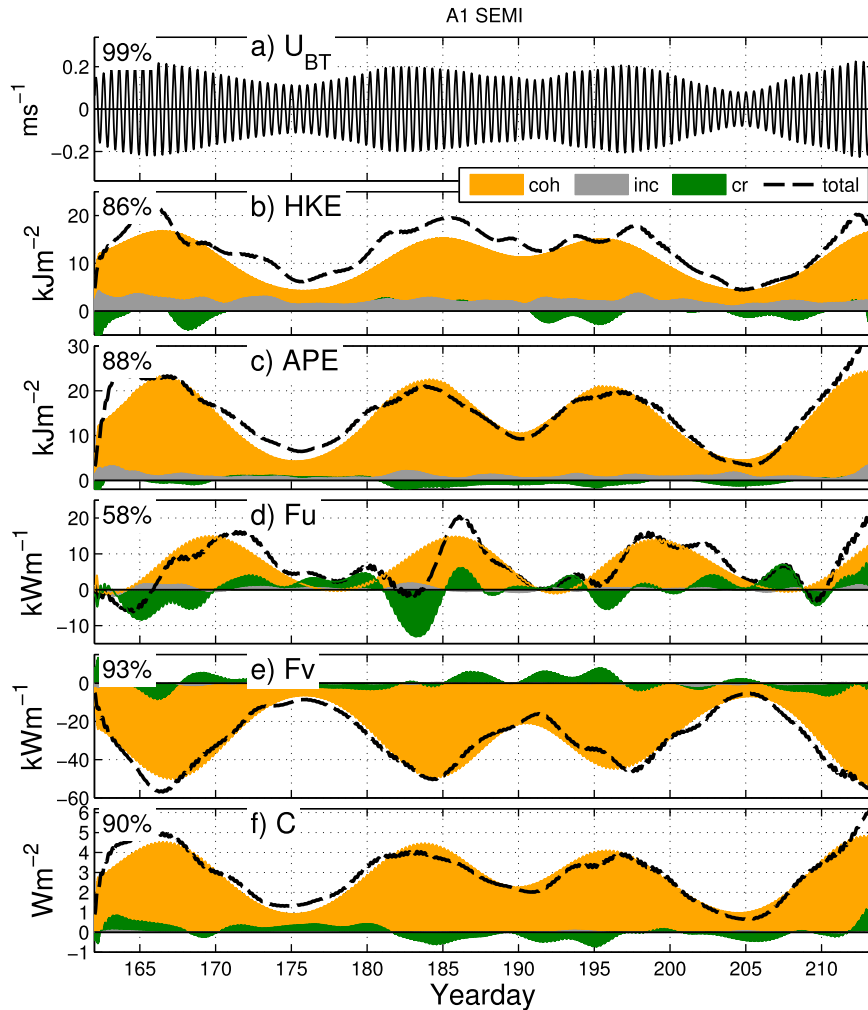 A1 SEMI
99%
a) U_BT
ms⁻¹
0.2
0
−0.2
coh inc cr total
86%
b) HKE
kJm⁻²
20
10
0
88%
c) APE
kJm⁻²
30
20
10
0
58%
d) Fu
kWm⁻¹
20
10
0
−10
93%
e) Fv
kWm⁻¹
0
−20
−40
−60
90%
f) C
Wm⁻²
6
5
4
3
2
1
0
−1
165 170 175 180 185 190 195 200 205 210
Yearday